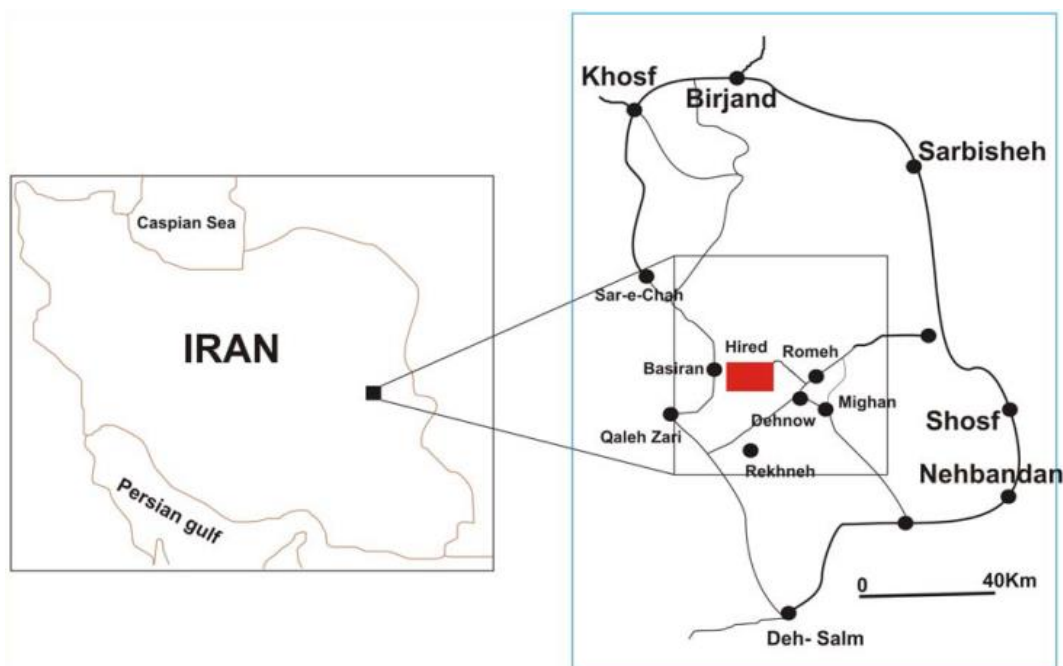 Caspian Sea
IRAN
Persian gulf
Khosf
Birjand
Sarbisheh
Sar-e-Chah
Hired
Romeh
Basiran
Mighan
Dehnow
Qaleh Zari
Shosf
Rekhneh
Nehbandan
0 40Km
Deh- Salm